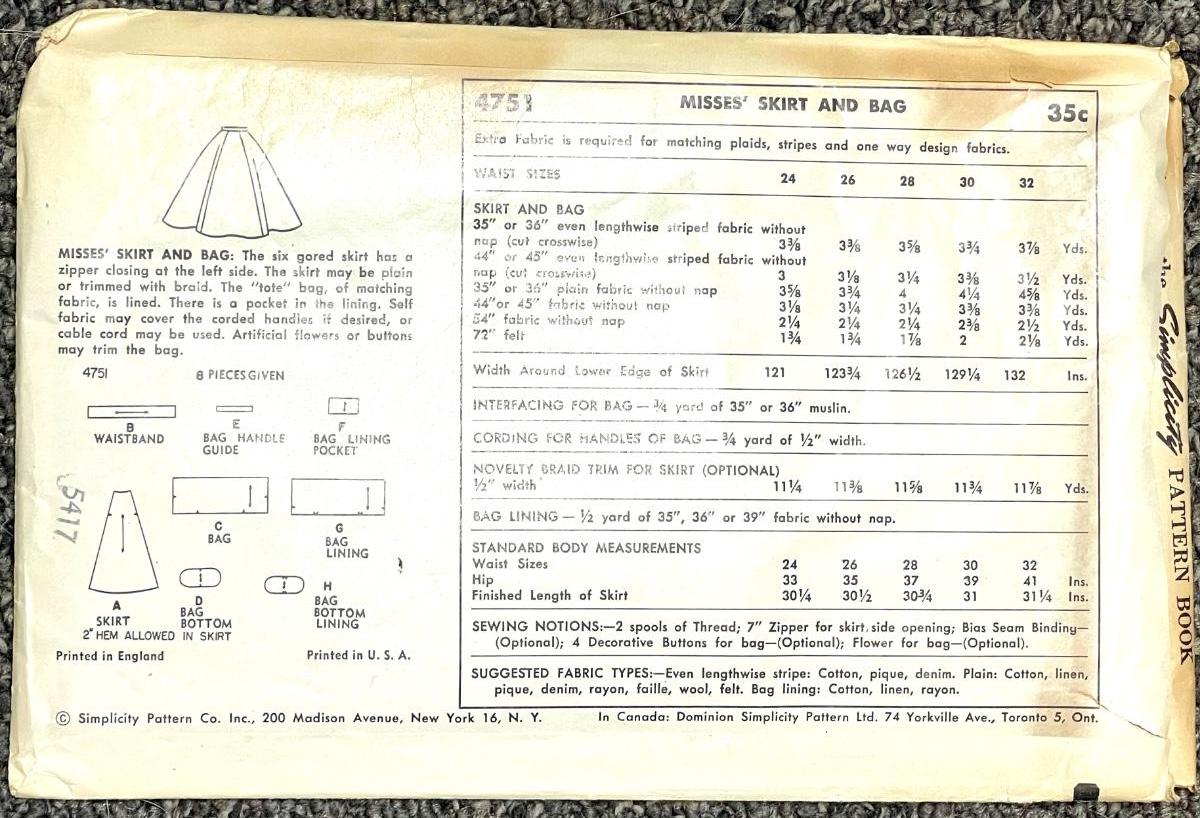 4751 MISSES' SKIRT AND BAG 35c
Extra Fabric is required for matching plaids, stripes and one way design fabrics.
WAIST SIZES 24 26 28 30 32
SKIRT AND BAG
35" or 36" even lengthwise striped fabric without
nap (cut crosswise) 3⅜ 3⅜ 3⅝ 3¾ 3⅞ Yds.
44" or 45" even lengthwise striped fabric without
nap (cut crosswise) 3 3⅛ 3¼ 3⅜ 3½ Yds.
35" or 36" plain fabric without nap 3⅝ 3¾ 4 4¼ 4⅝ Yds.
44"or 45" fabric without nap 3⅛ 3¼ 3¼ 3⅜ 3⅜ Yds.
54" fabric without nap 2¼ 2¼ 2¼ 2⅜ 2½ Yds.
72" felt 1¾ 1¾ 1⅞ 2 2⅛ Yds.
Width Around Lower Edge of Skirt 121 123¾ 126½ 129¼ 132 Ins.
INTERFACING FOR BAG — ¾ yard of 35" or 36" muslin.
CORDING FOR HANDLES OF BAG — ¾ yard of ½" width.
NOVELTY BRAID TRIM FOR SKIRT (OPTIONAL)
½" width 11¼ 11⅜ 11⅝ 11¾ 11⅞ Yds.
BAG LINING — ½ yard of 35", 36" or 39" fabric without nap.
STANDARD BODY MEASUREMENTS
Waist Sizes 24 26 28 30 32
Hip 33 35 37 39 41 Ins.
Finished Length of Skirt 30¼ 30½ 30¾ 31 31¼ Ins.
SEWING NOTIONS:—2 spools of Thread; 7" Zipper for skirt side opening; Bias Seam Binding—
(Optional); 4 Decorative Buttons for bag—(Optional); Flower for bag—(Optional).
SUGGESTED FABRIC TYPES:—Even lengthwise stripe: Cotton, pique, denim. Plain: Cotton, linen,
pique, denim, rayon, faille, wool, felt. Bag lining: Cotton, linen, rayon.
MISSES' SKIRT AND BAG: The six gored skirt has a
zipper closing at the left side. The skirt may be plain
or trimmed with braid. The "tote" bag, of matching
fabric, is lined. There is a pocket in the lining. Self
fabric may cover the corded handles if desired, or
cable cord may be used. Artificial flowers or buttons
may trim the bag.
4751 8 PIECES GIVEN
B
WAISTBAND
E
BAG HANDLE
GUIDE
F
BAG LINING
POCKET
5417
C
BAG
G
BAG
LINING
A
SKIRT
D
BAG
BOTTOM
H
BAG
BOTTOM
LINING
2" HEM ALLOWED IN SKIRT
Printed in England Printed in U. S. A.
© Simplicity Pattern Co. Inc., 200 Madison Avenue, New York 16, N. Y. In Canada: Dominion Simplicity Pattern Ltd. 74 Yorkville Ave., Toronto 5, Ont.
the Simplicity PATTERN BOOK